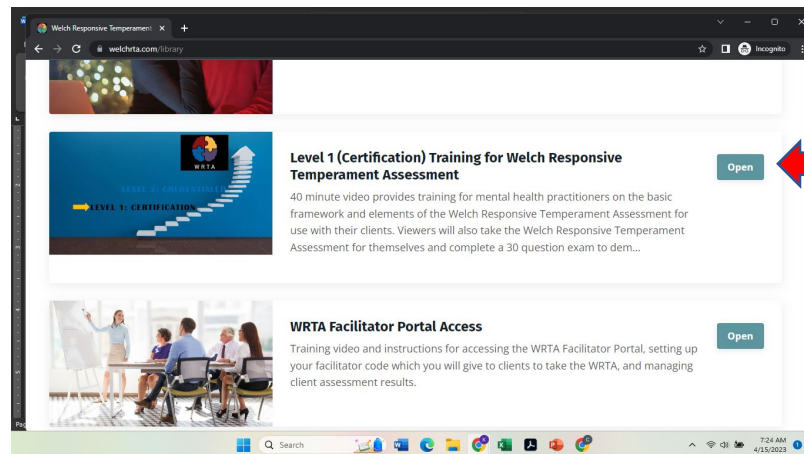 Welch Responsive Temperament
welchrta.com/library
Incognito
WRTA
LEVEL 2: CREDENTIALED
LEVEL 1: CERTIFICATION
Level 1 (Certification) Training for Welch Responsive
Temperament Assessment
Open
40 minute video provides training for mental health practitioners on the basic
framework and elements of the Welch Responsive Temperament Assessment for
use with their clients. Viewers will also take the Welch Responsive Temperament
Assessment for themselves and complete a 30 question exam to dem...
WRTA Facilitator Portal Access
Open
Training video and instructions for accessing the WRTA Facilitator Portal, setting up
your facilitator code which you will give to clients to take the WRTA, and managing
client assessment results.
Search
7:24 AM
4/15/2023
1